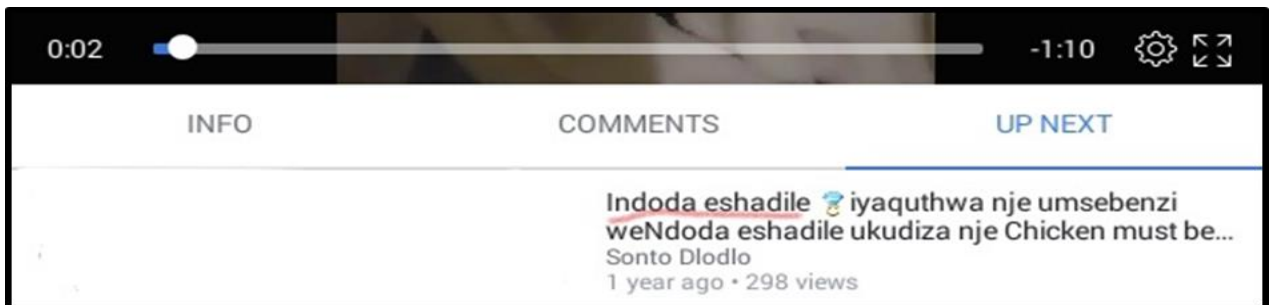 0:02 -1:10
INFO COMMENTS UP NEXT
Indoda eshadile 💍 iyaquthwa nje umsebenzi
weNdoda eshadile ukudiza nje Chicken must be...
Sonto Dlodlo
1 year ago • 298 views